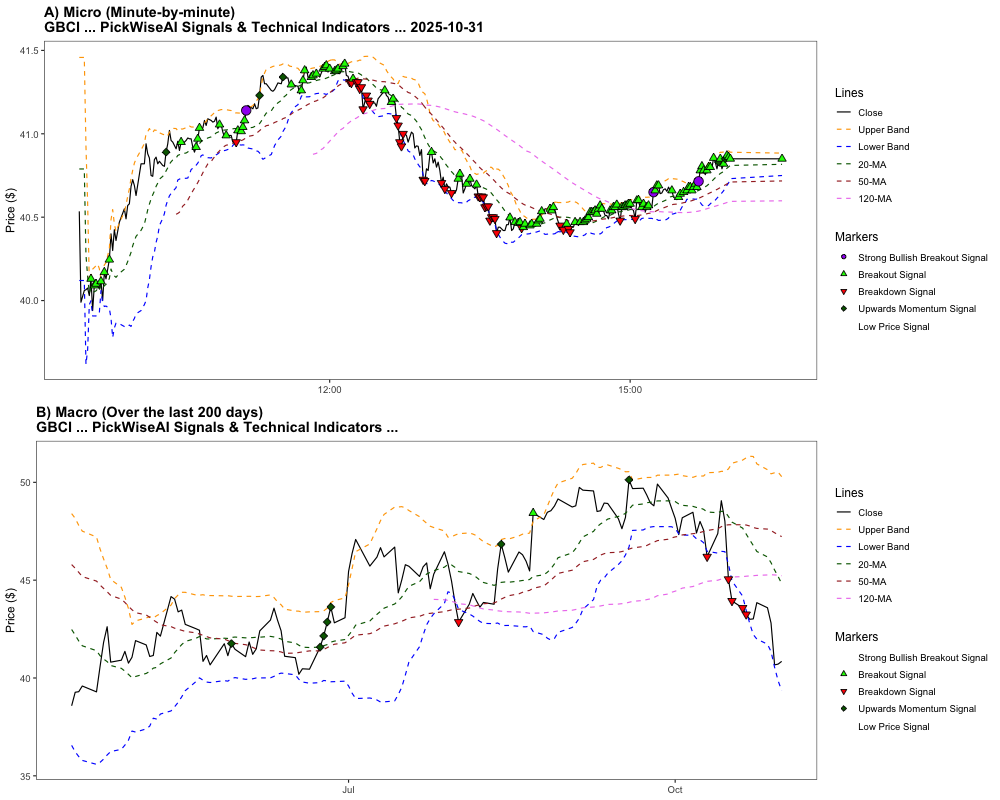 A) Micro (Minute-by-minute)
GBCI ... PickWiseAI Signals & Technical Indicators ... 2025-10-31
41.5
41.0
40.5
40.0
Price ($)
12:00
15:00
Lines
Close
Upper Band
Lower Band
20-MA
50-MA
120-MA
Markers
Strong Bullish Breakout Signal
Breakout Signal
Breakdown Signal
Upwards Momentum Signal
Low Price Signal
B) Macro (Over the last 200 days)
GBCI ... PickWiseAI Signals & Technical Indicators ...
50
45
40
35
Price ($)
Jul
Oct
Lines
Close
Upper Band
Lower Band
20-MA
50-MA
120-MA
Markers
Strong Bullish Breakout Signal
Breakout Signal
Breakdown Signal
Upwards Momentum Signal
Low Price Signal